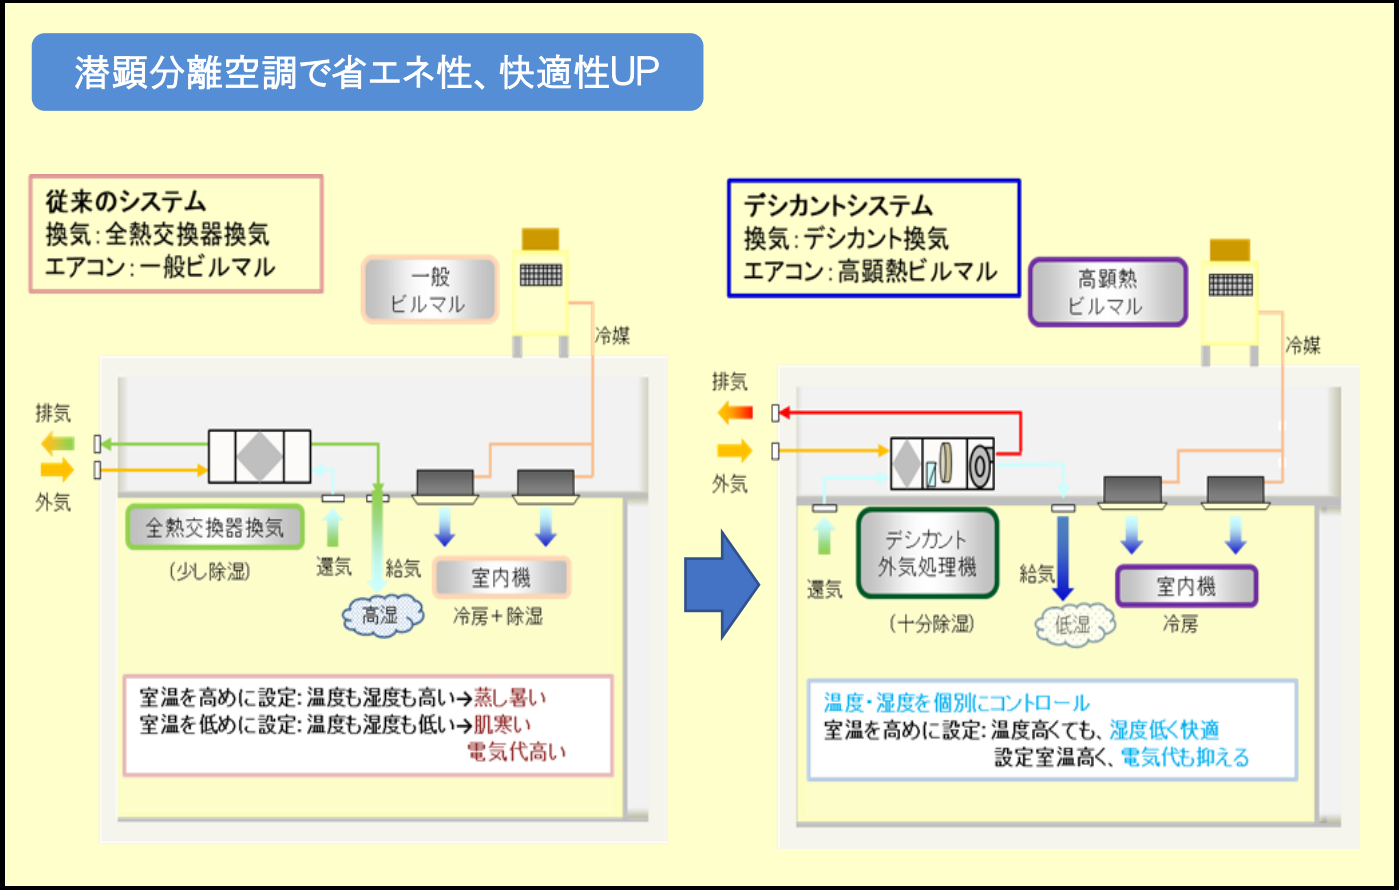 潜顕分離空調で省エネ性、快適性UP
従来のシステム
換気：全熱交換器換気
エアコン：一般ビルマル
一般
ビルマル
冷媒
排気
外気
全熱交換器換気
(少し除湿)
還気
給気
高湿
室内機
冷房＋除湿
室温を高めに設定：温度も湿度も高い→蒸し暑い
室温を低めに設定：温度も湿度も低い→肌寒い
電気代高い
デシカントシステム
換気：デシカント換気
エアコン：高顕熱ビルマル
高顕熱
ビルマル
冷媒
排気
外気
還気
デシカント
外気処理機
(十分除湿)
給気
低湿
室内機
冷房
温度・湿度を個別にコントロール
室温を高めに設定：温度高くても、湿度低く快適
設定室温高く、電気代も抑える